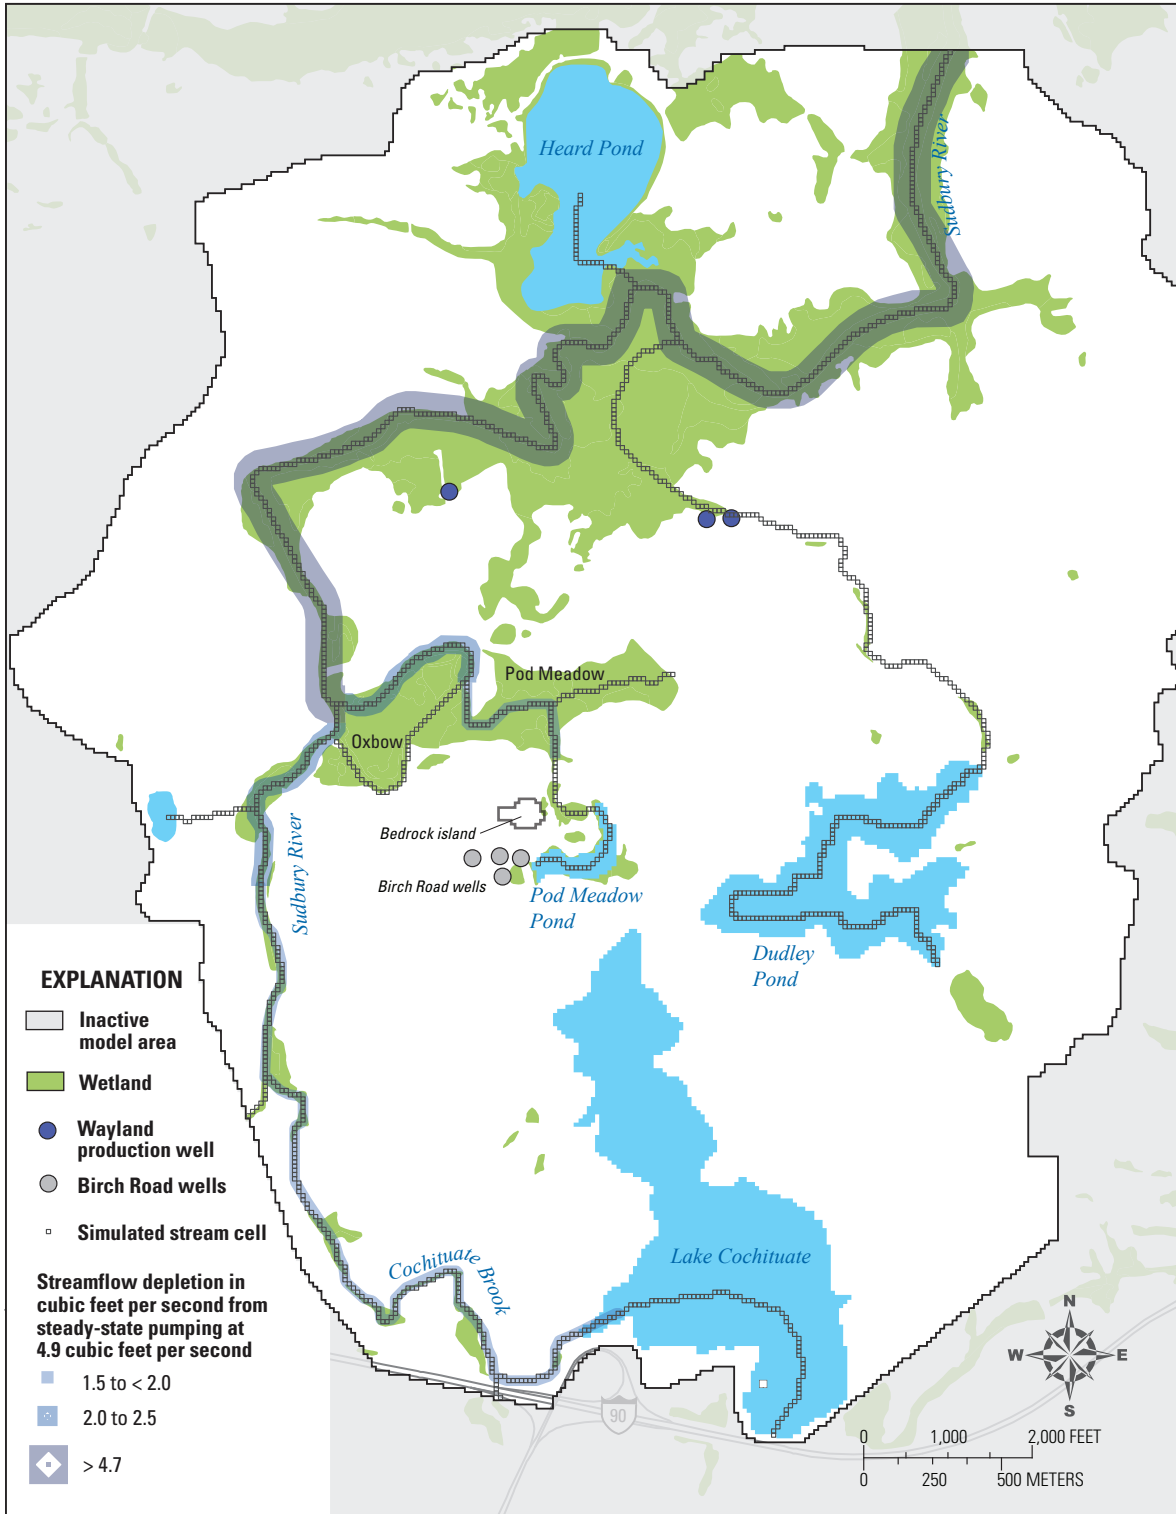 Heard Pond
Sudbury River
Pod Meadow
Oxbow
Bedrock island
Birch Road wells
Pod Meadow
Pond
Sudbury River
Dudley
Pond
Lake Cochituate
Cochituate Brook
90
EXPLANATION
Inactive
model area
Wetland
Wayland
production well
Birch Road wells
Simulated stream cell
Streamflow depletion in
cubic feet per second from
steady-state pumping at
4.9 cubic feet per second
1.5 to < 2.0
2.0 to 2.5
> 4.7
N
W
E
S
0 1,000 2,000 FEET
0 250 500 METERS